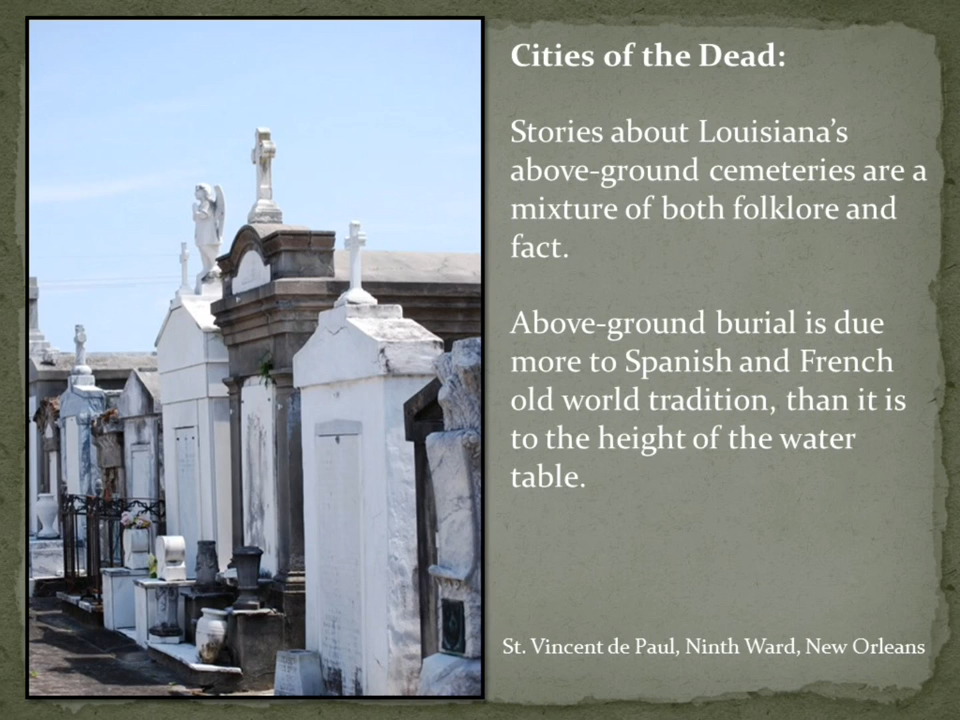 Cities of the Dead:
Stories about Louisiana’s
above-ground cemeteries are a
mixture of both folklore and
fact.
Above-ground burial is due
more to Spanish and French
old world tradition, than it is
to the height of the water
table.
St. Vincent de Paul, Ninth Ward, New Orleans